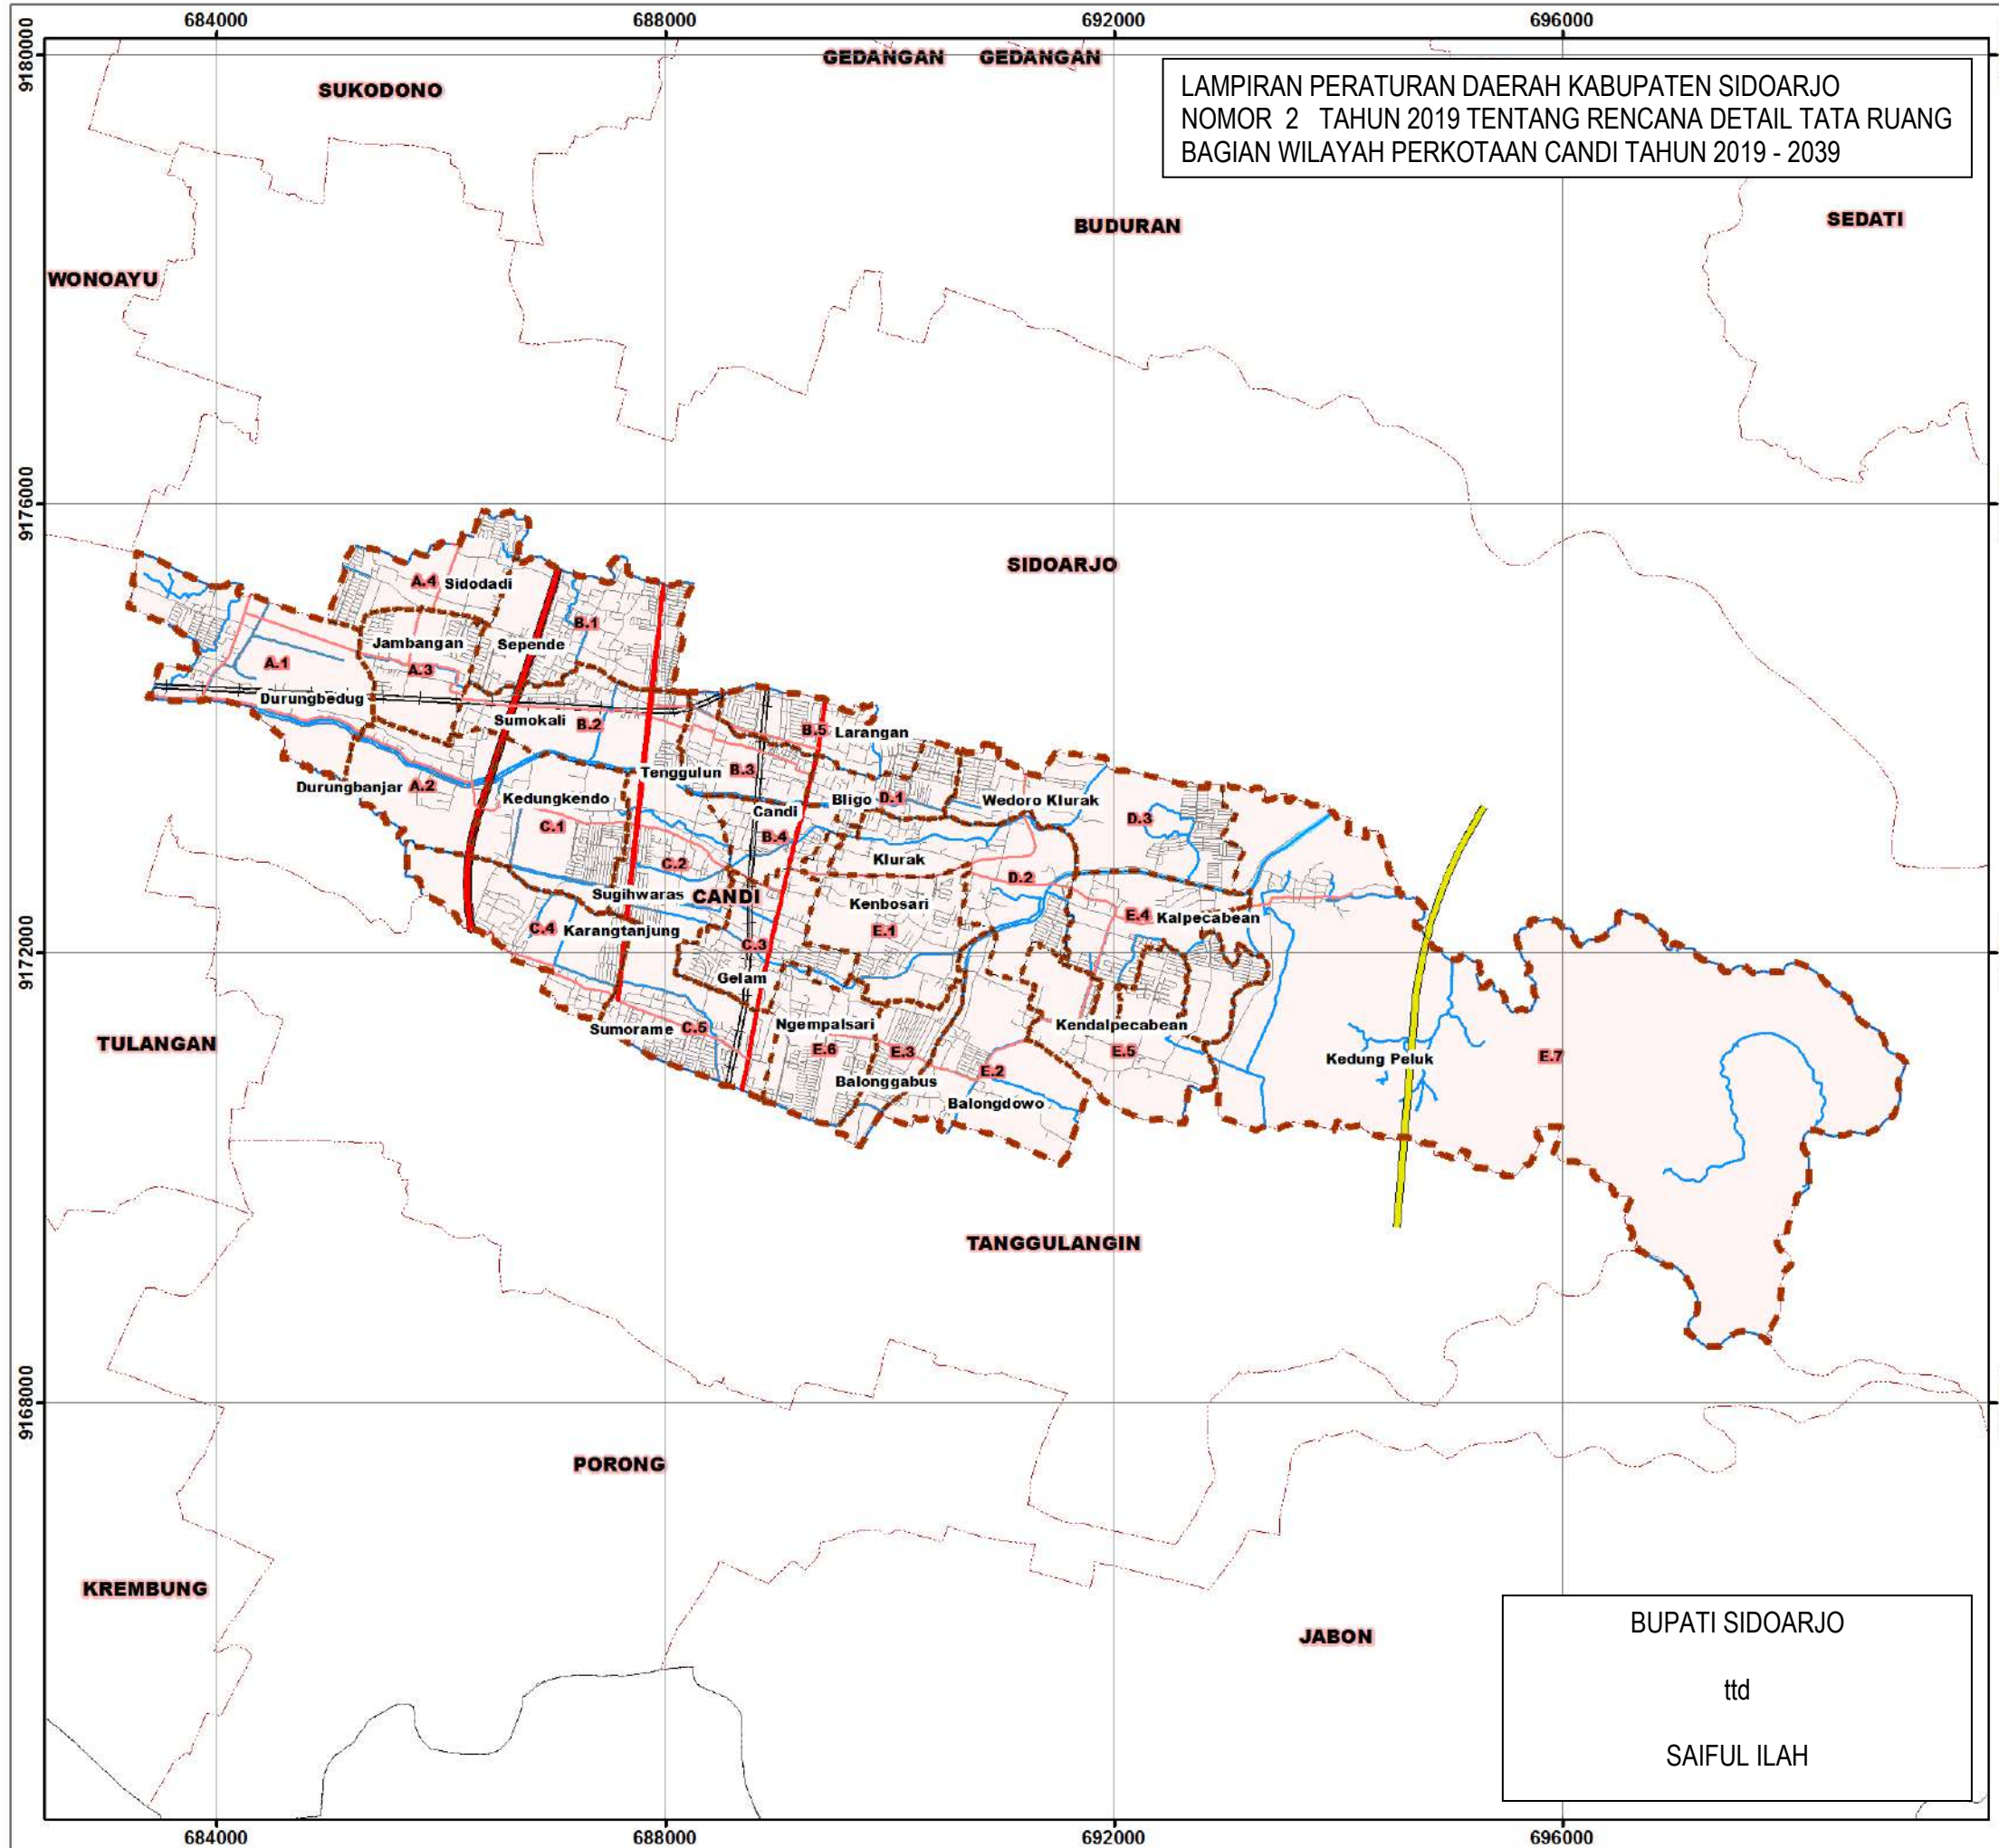 684000
688000
692000
696000
9180000
GEDANGAN
GEDANGAN
SUKODONO
LAMPIRAN PERATURAN DAERAH KABUPATEN SIDOARJO
NOMOR 2 TAHUN 2019 TENTANG RENCANA DETAIL TATA RUANG
BAGIAN WILAYAH PERKOTAAN CANDI TAHUN 2019 - 2039
BUDURAN
SEDATI
WONOAYU
9176000
SIDOARJO
A.4
Sidodadi
B.1
Jambangan
Sepende
A.1
A.3
Durungbedug
Sumokali
B.2
B.5
Larangan
Tenggulun
B.3
Durungbanjar
A.2
Kedungkendo
Bligo
D.1
Wedoro Klurak
Candi
D.3
C.1
B.4
Klurak
C.2
D.2
Sugihwaras
CANDI
Kenbosari
E.4
Kalpecabean
C.4
Karangtanjung
E.1
C.3
9172000
Gelam
Sumorame
C.5
Ngempalsari
Kendalpecabean
TULANGAN
E.6
E.3
E.5
Kedung Peluk
E.7
E.2
Balonggabus
Balongdowo
TANGGULANGIN
9168000
PORONG
KREMBUNG
JABON
BUPATI SIDOARJO
ttd
SAIFUL ILAH
684000
688000
692000
696000